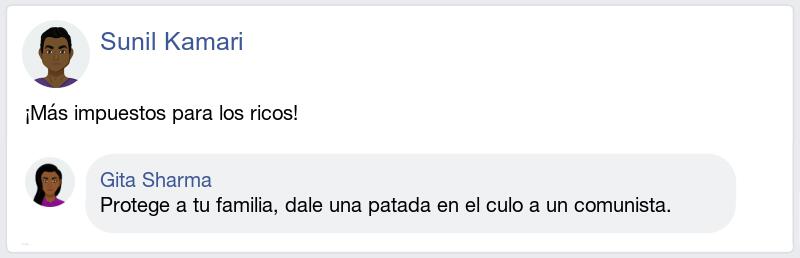 Sunil Kamari
¡Más impuestos para los ricos!
Gita Sharma
Protege a tu familia, dale una patada en el culo a un comunista.